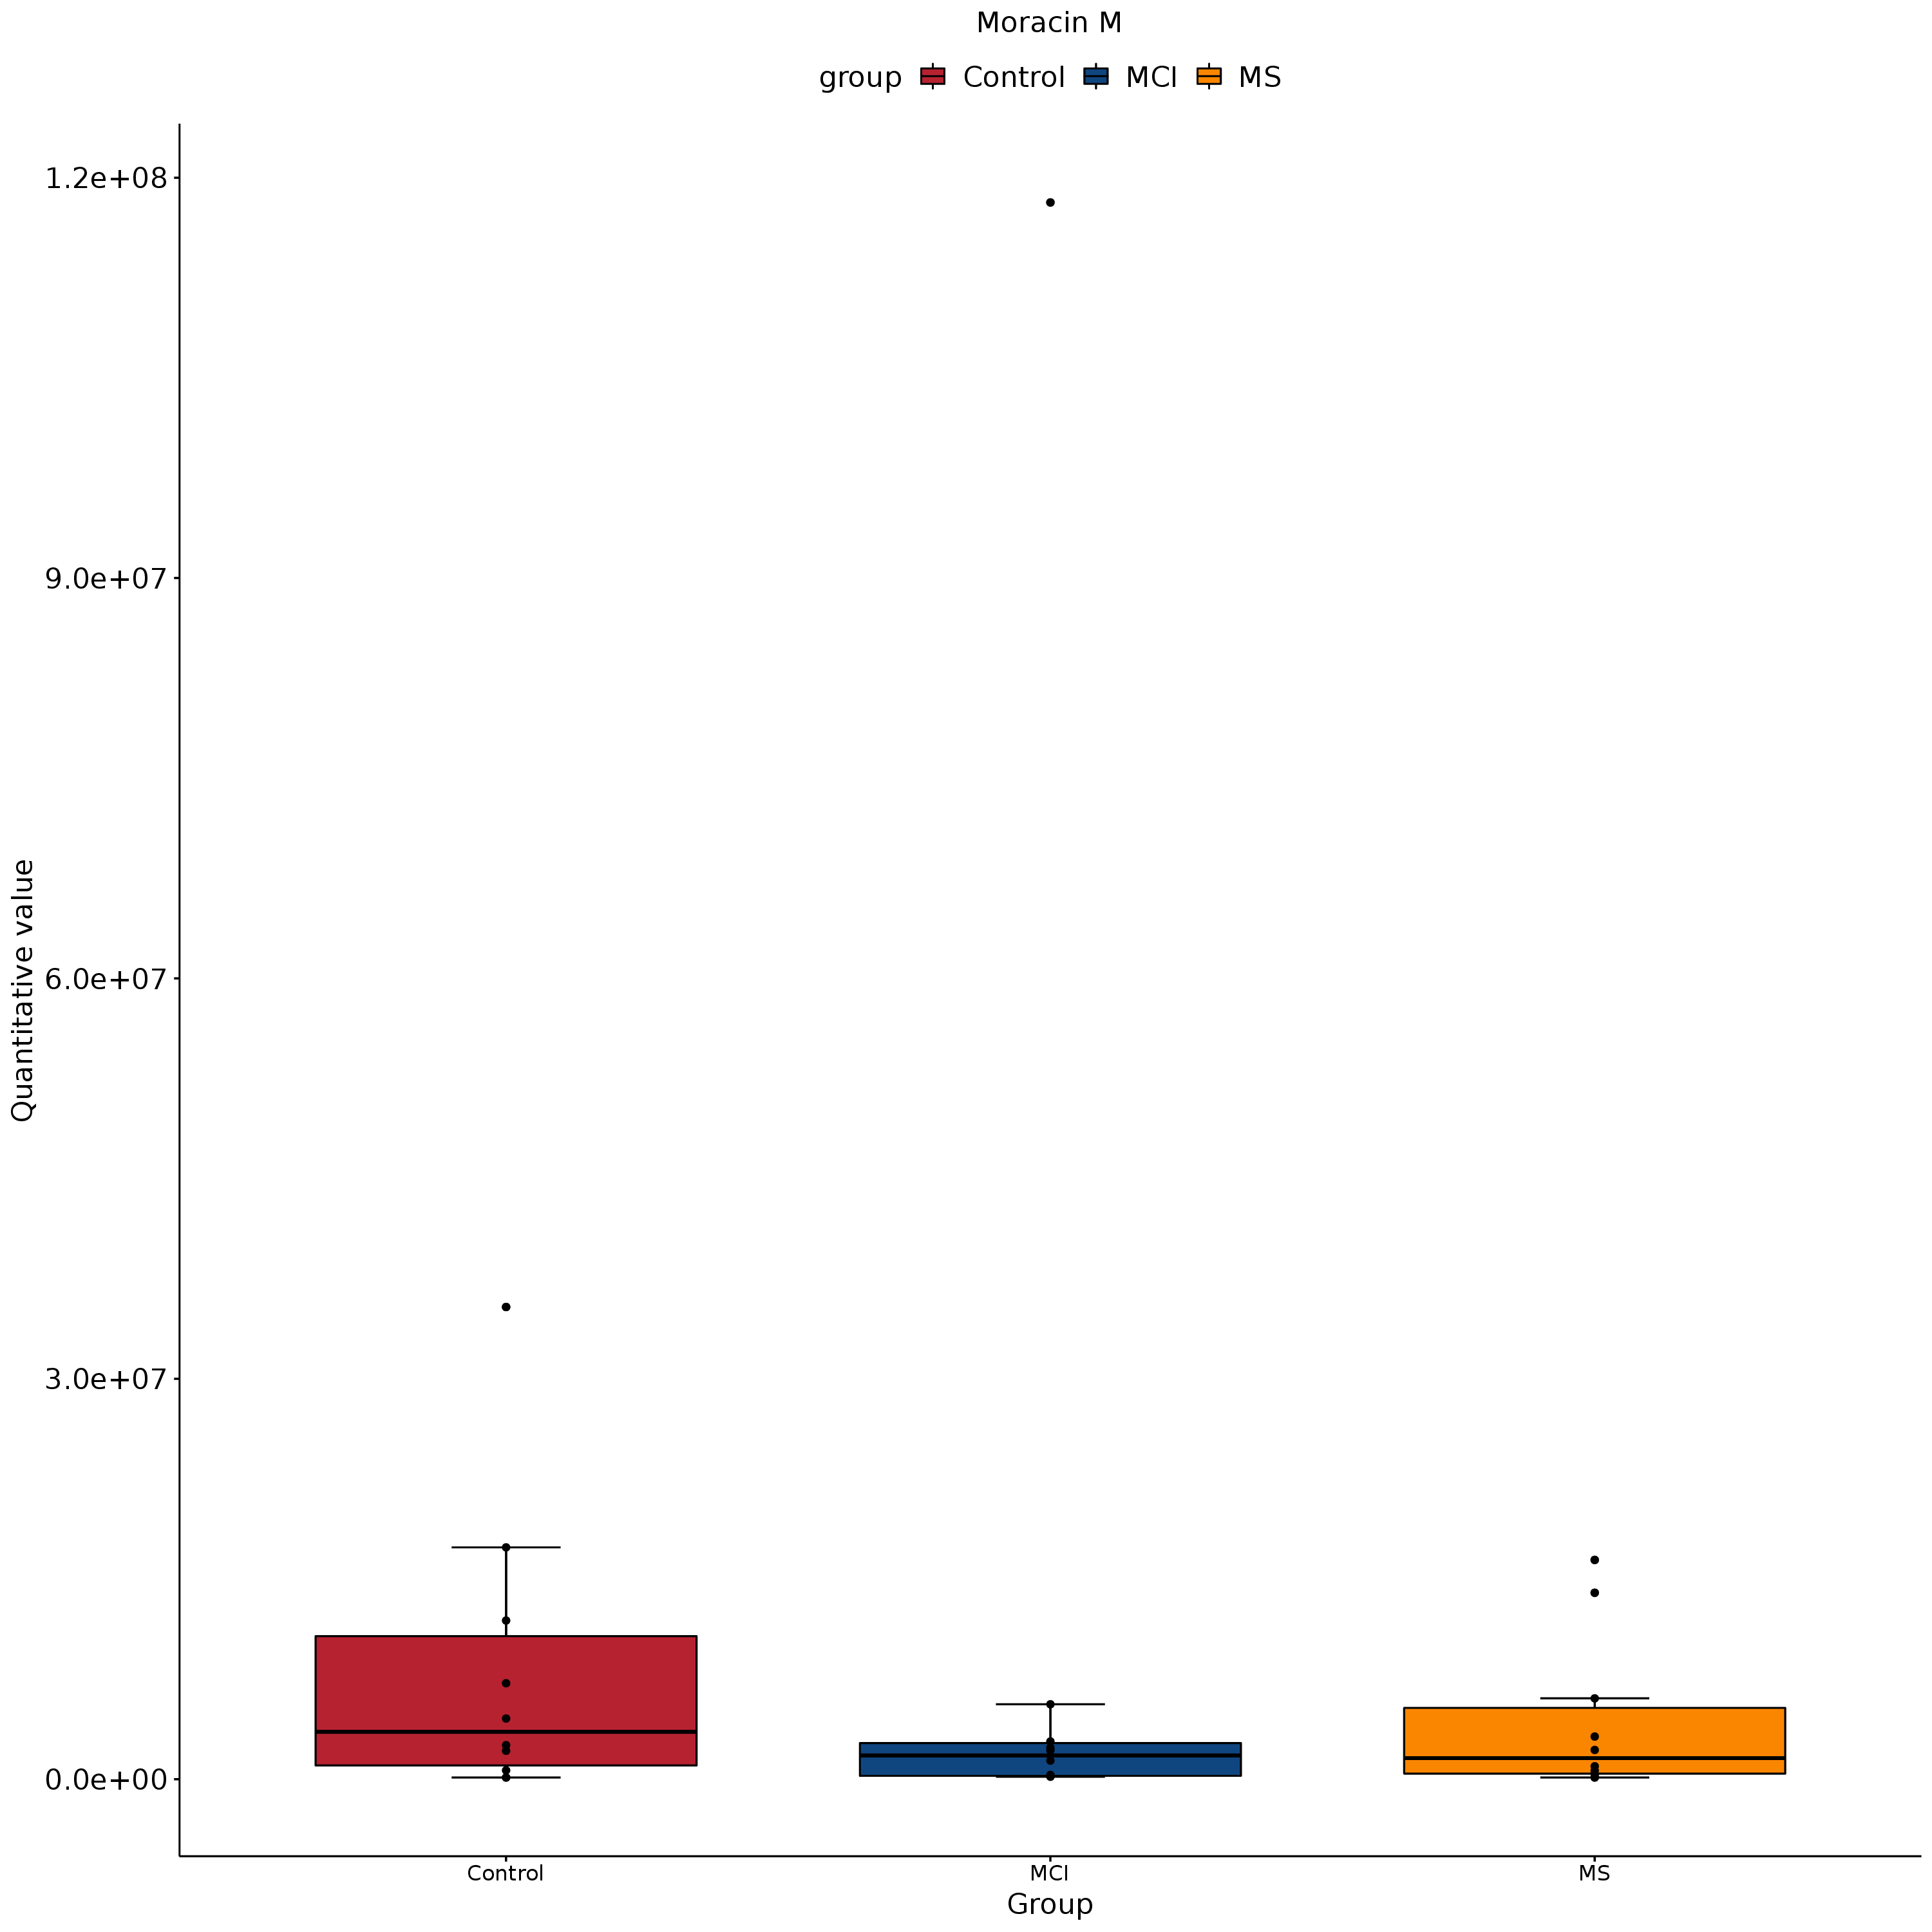 Moracin M
group Control MCI MS
1.2e+08
9.0e+07
6.0e+07
3.0e+07
0.0e+00
Quantitative value
Control MCI MS
Group